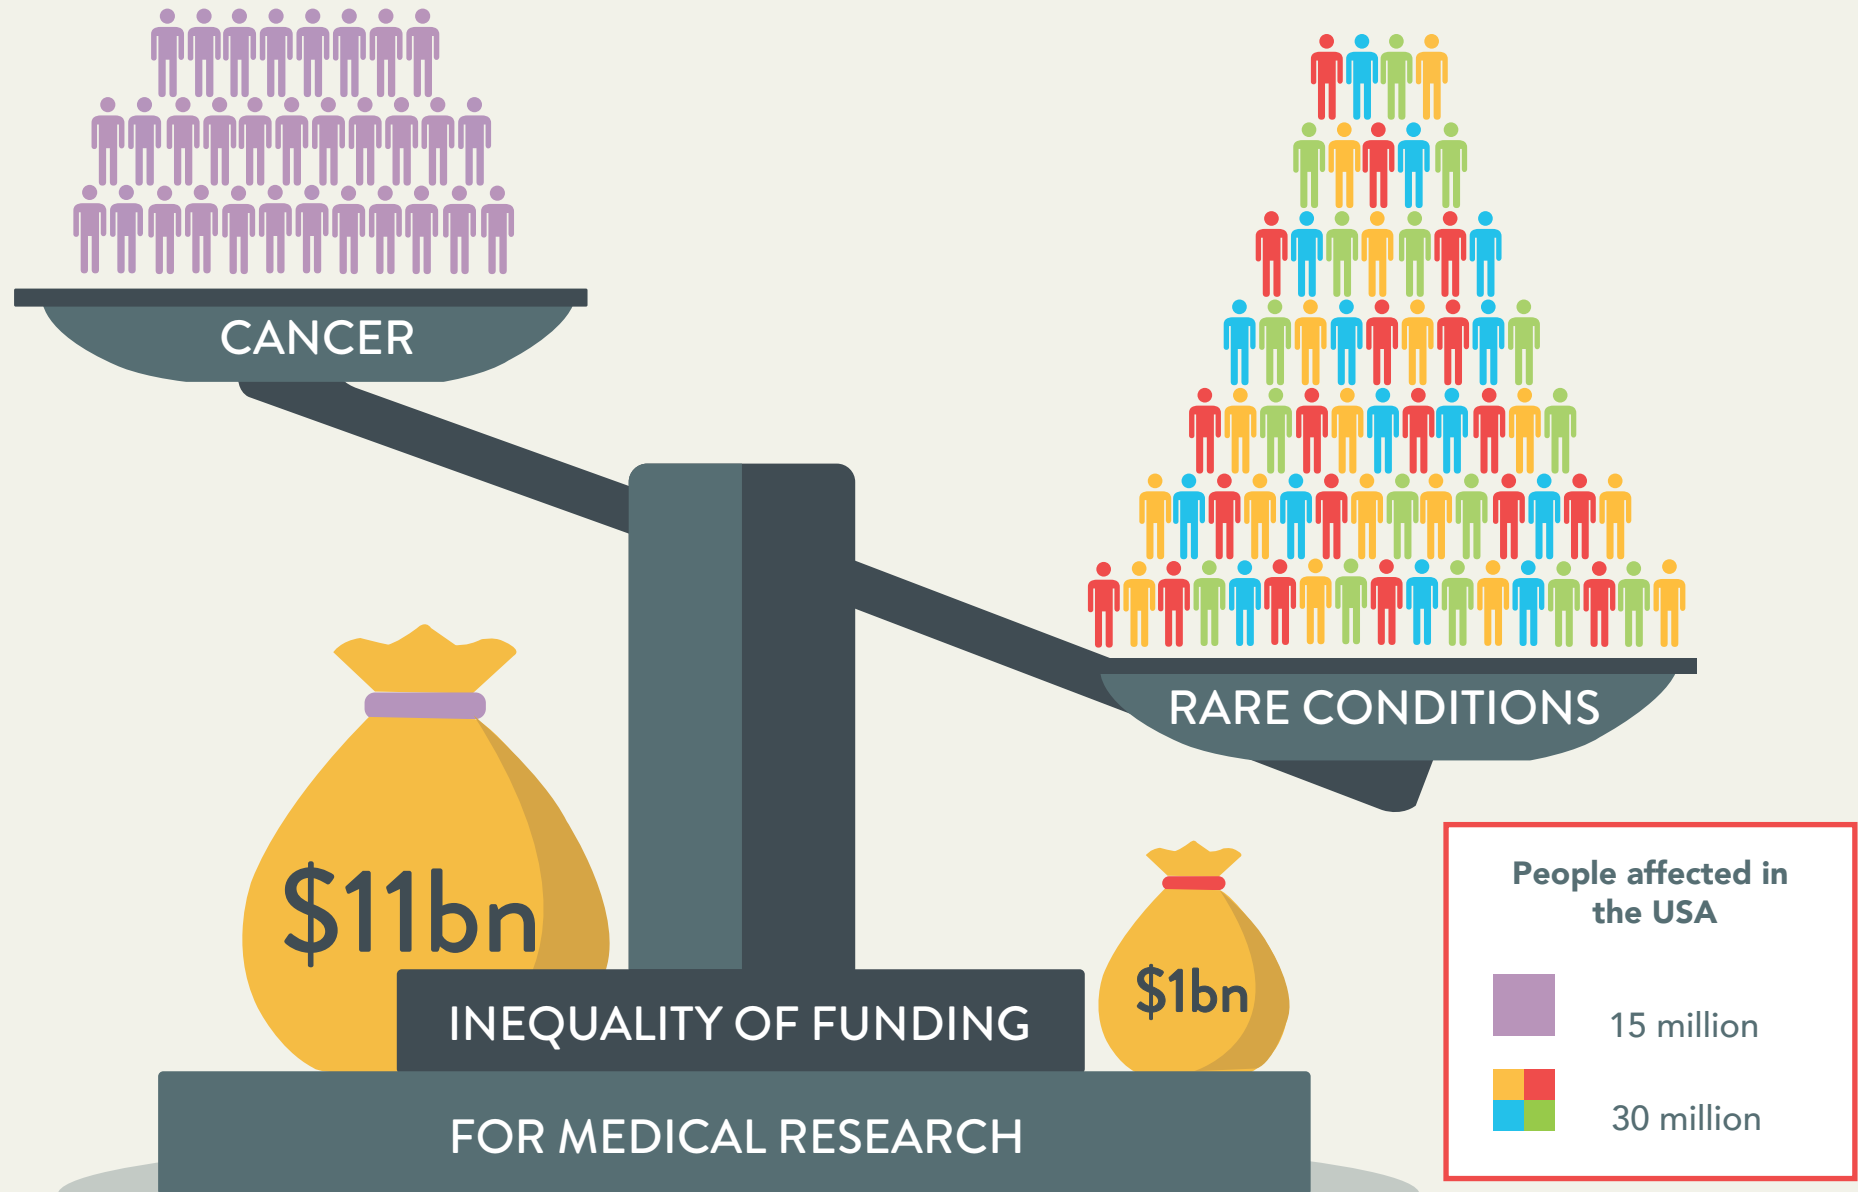 CANCER
RARE CONDITIONS
$11bn
$1bn
INEQUALITY OF FUNDING
FOR MEDICAL RESEARCH
People affected in
the USA
15 million
30 million